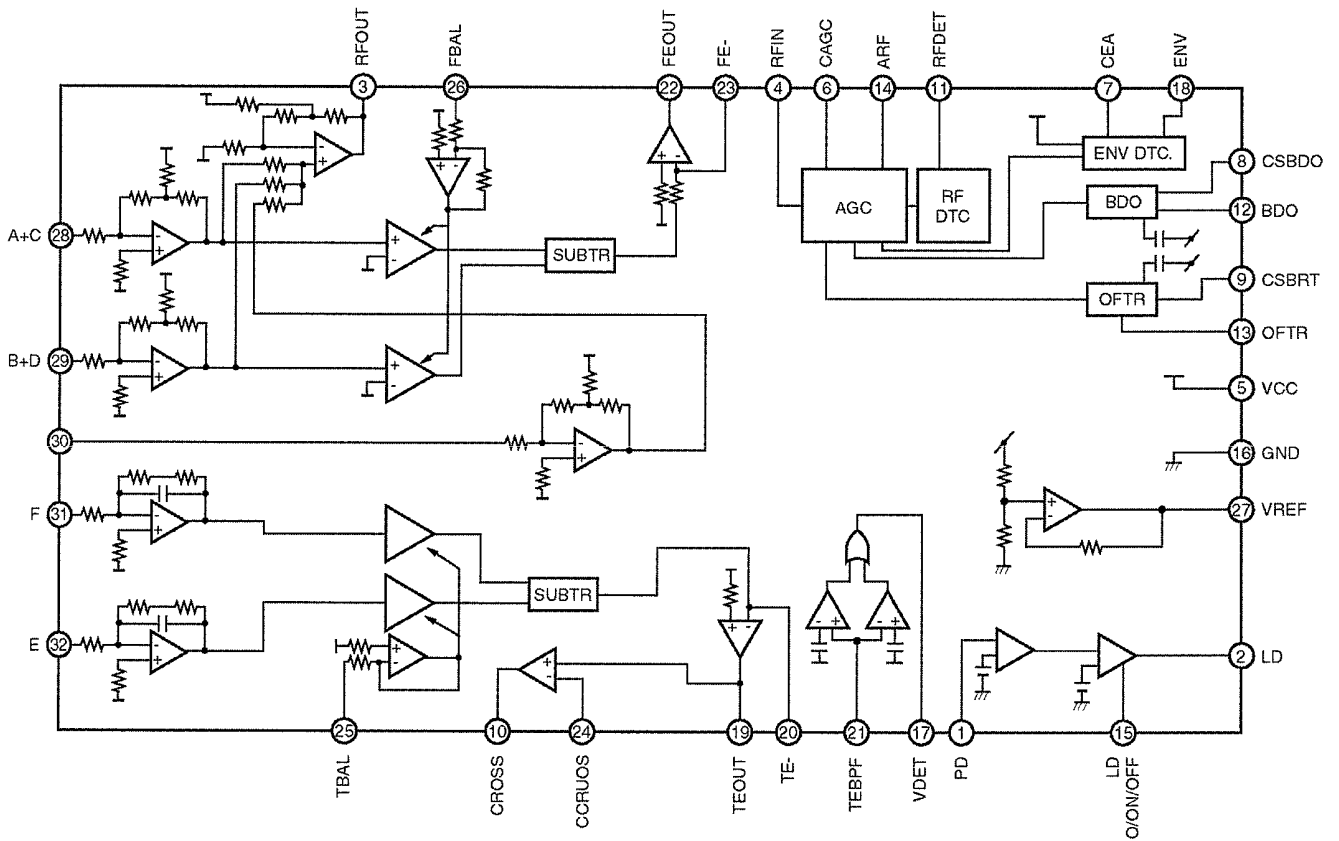 RFOUT
FBAL
FEOUT
FE-
RFIN
CAGC
ARF
RFDET
CEA
ENV
3
26
22
23
4
6
14
11
7
18
ENV DTC.
8 CSBDO
AGC
RF
DTC
BDO
12 BDO
A+C 28
SUBTR
OFTR
9 CSBRT
13 OFTR
B+D 29
5 VCC
30
16 GND
F 31
27 VREF
SUBTR
E 32
2 LD
25
10
24
19
20
21
17
1
15
TBAL
CROSS
CCRUOS
TEOUT
TE-
TEBPF
VDET
PD
LD
O/ON/OFF
+
-